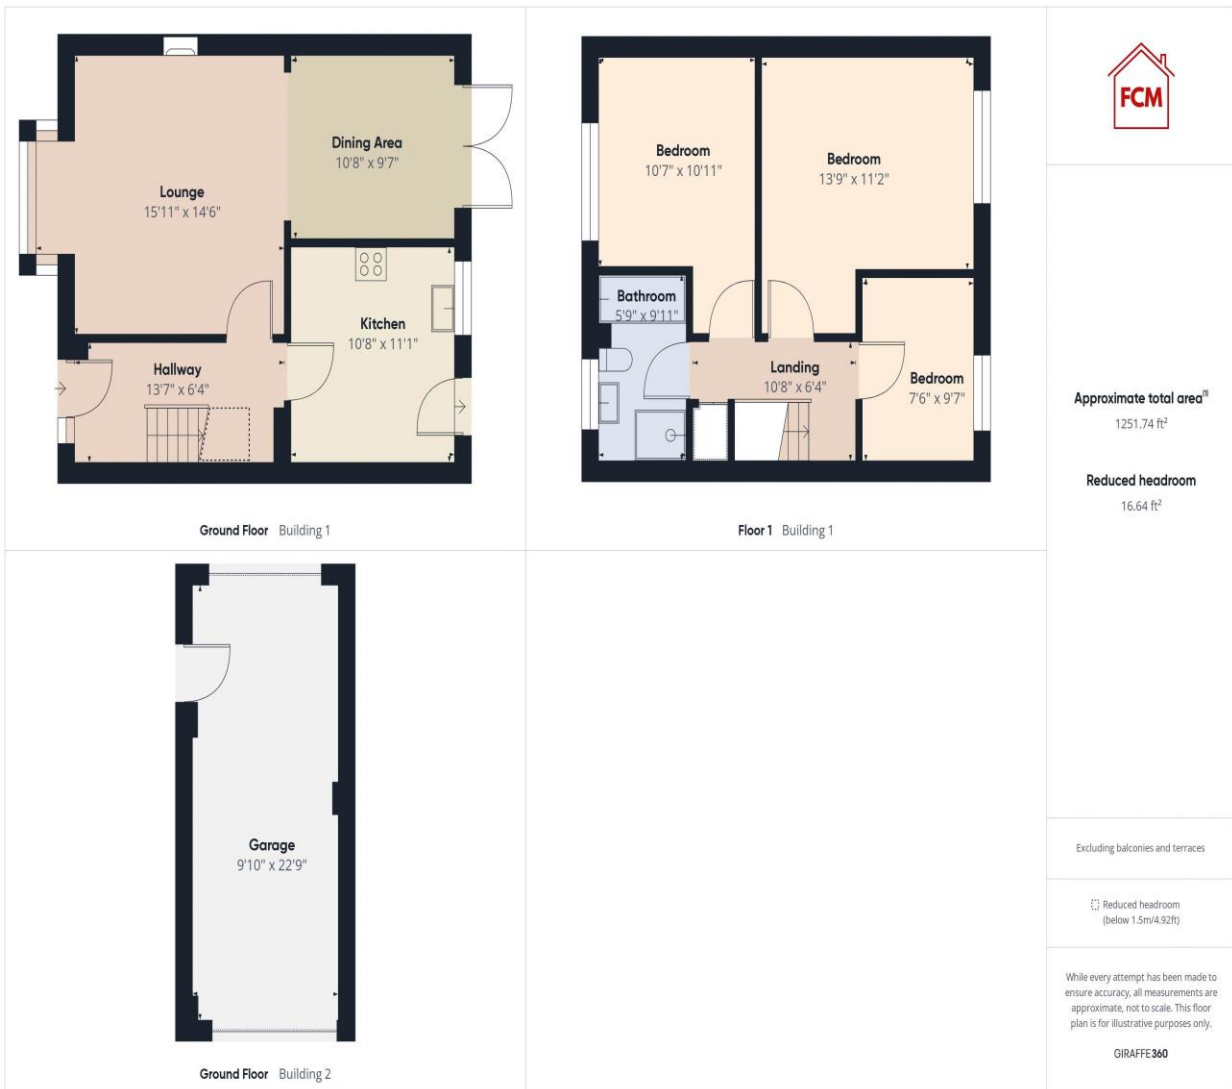 Dining Area
10'8" x 9'7"
Lounge
15'11" x 14'6"
Kitchen
10'8" x 11'1"
Hallway
13'7" x 6'4"
Ground Floor Building 1
Bedroom
10'7" x 10'11"
Bedroom
13'9" x 11'2"
Bathroom
5'9" x 9'11"
Landing
10'8" x 6'4"
Bedroom
7'6" x 9'7"
Floor 1 Building 1
Garage
9'10" x 22'9"
Ground Floor Building 2
FCM
Approximate total area⁽¹⁾
1251.74 ft²
Reduced headroom
16.64 ft²
Excluding balconies and terraces
Reduced headroom
(below 1.5m/4.92ft)
While every attempt has been made to
ensure accuracy, all measurements are
approximate, not to scale. This floor
plan is for illustrative purposes only.
GIRAFFE360